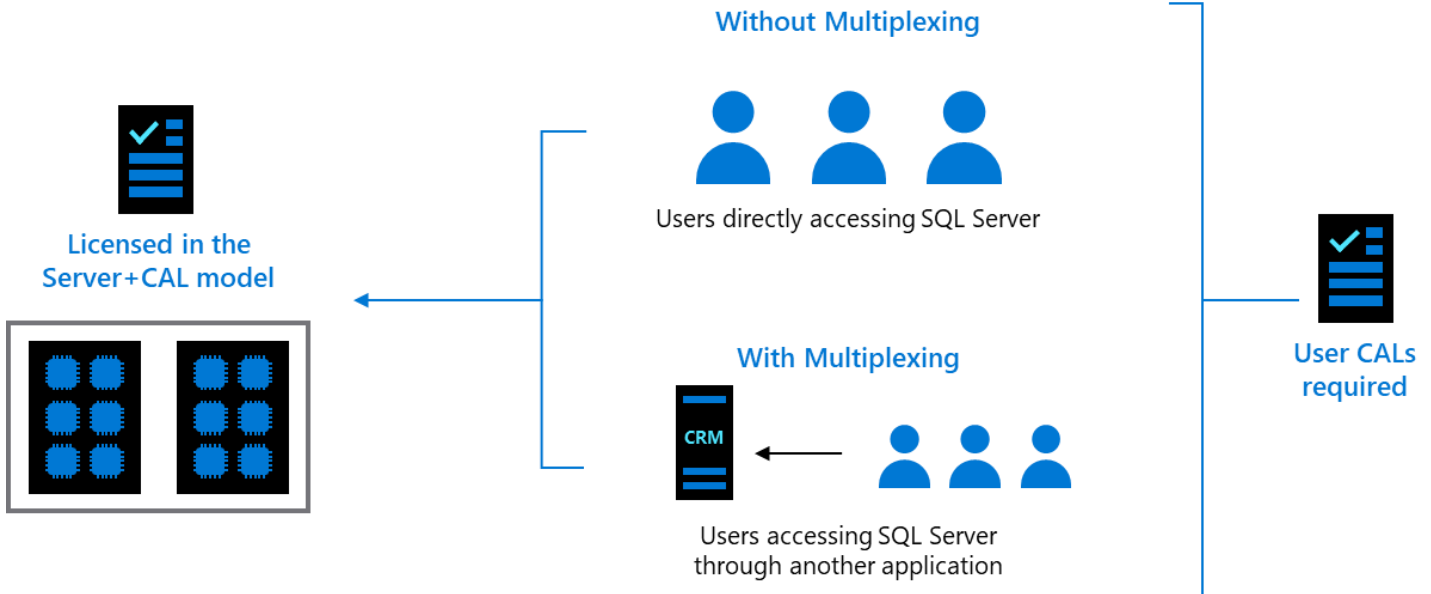 Without Multiplexing
Users directly accessing SQL Server
Licensed in the
Server+CAL model
With Multiplexing
CRM
Users accessing SQL Server
through another application
User CALs
required